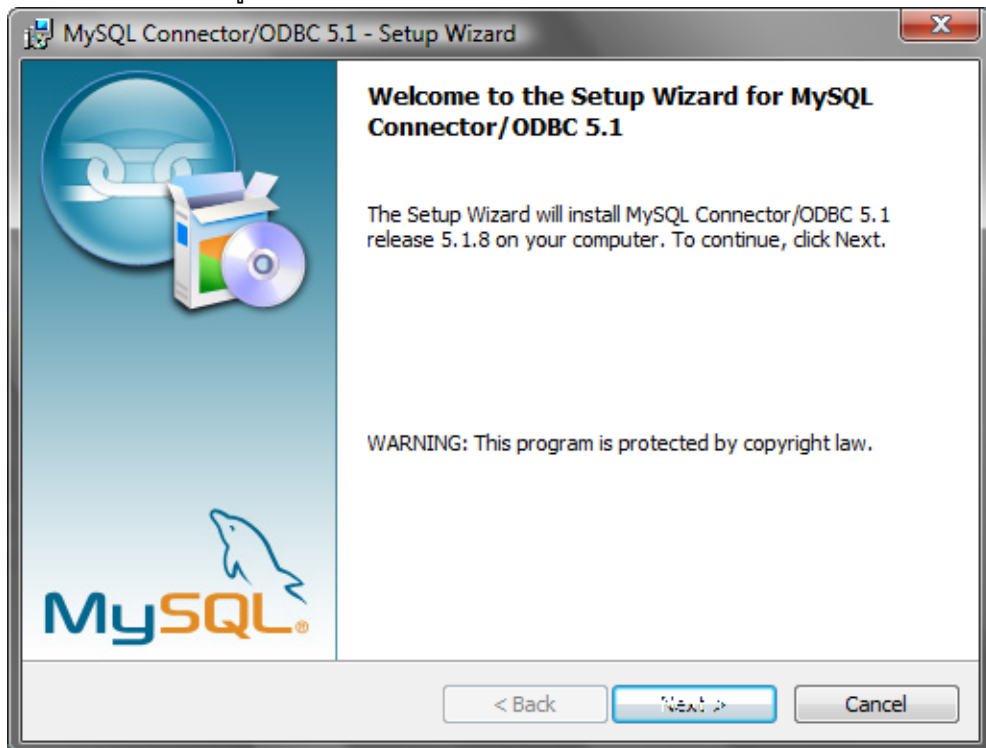 MySQL Connector/ODBC 5.1 - Setup Wizard
Welcome to the Setup Wizard for MySQL
Connector/ODBC 5.1
The Setup Wizard will install MySQL Connector/ODBC 5.1
release 5.1.8 on your computer. To continue, click Next.
WARNING: This program is protected by copyright law.
MySQL®
< Back
Next >
Cancel